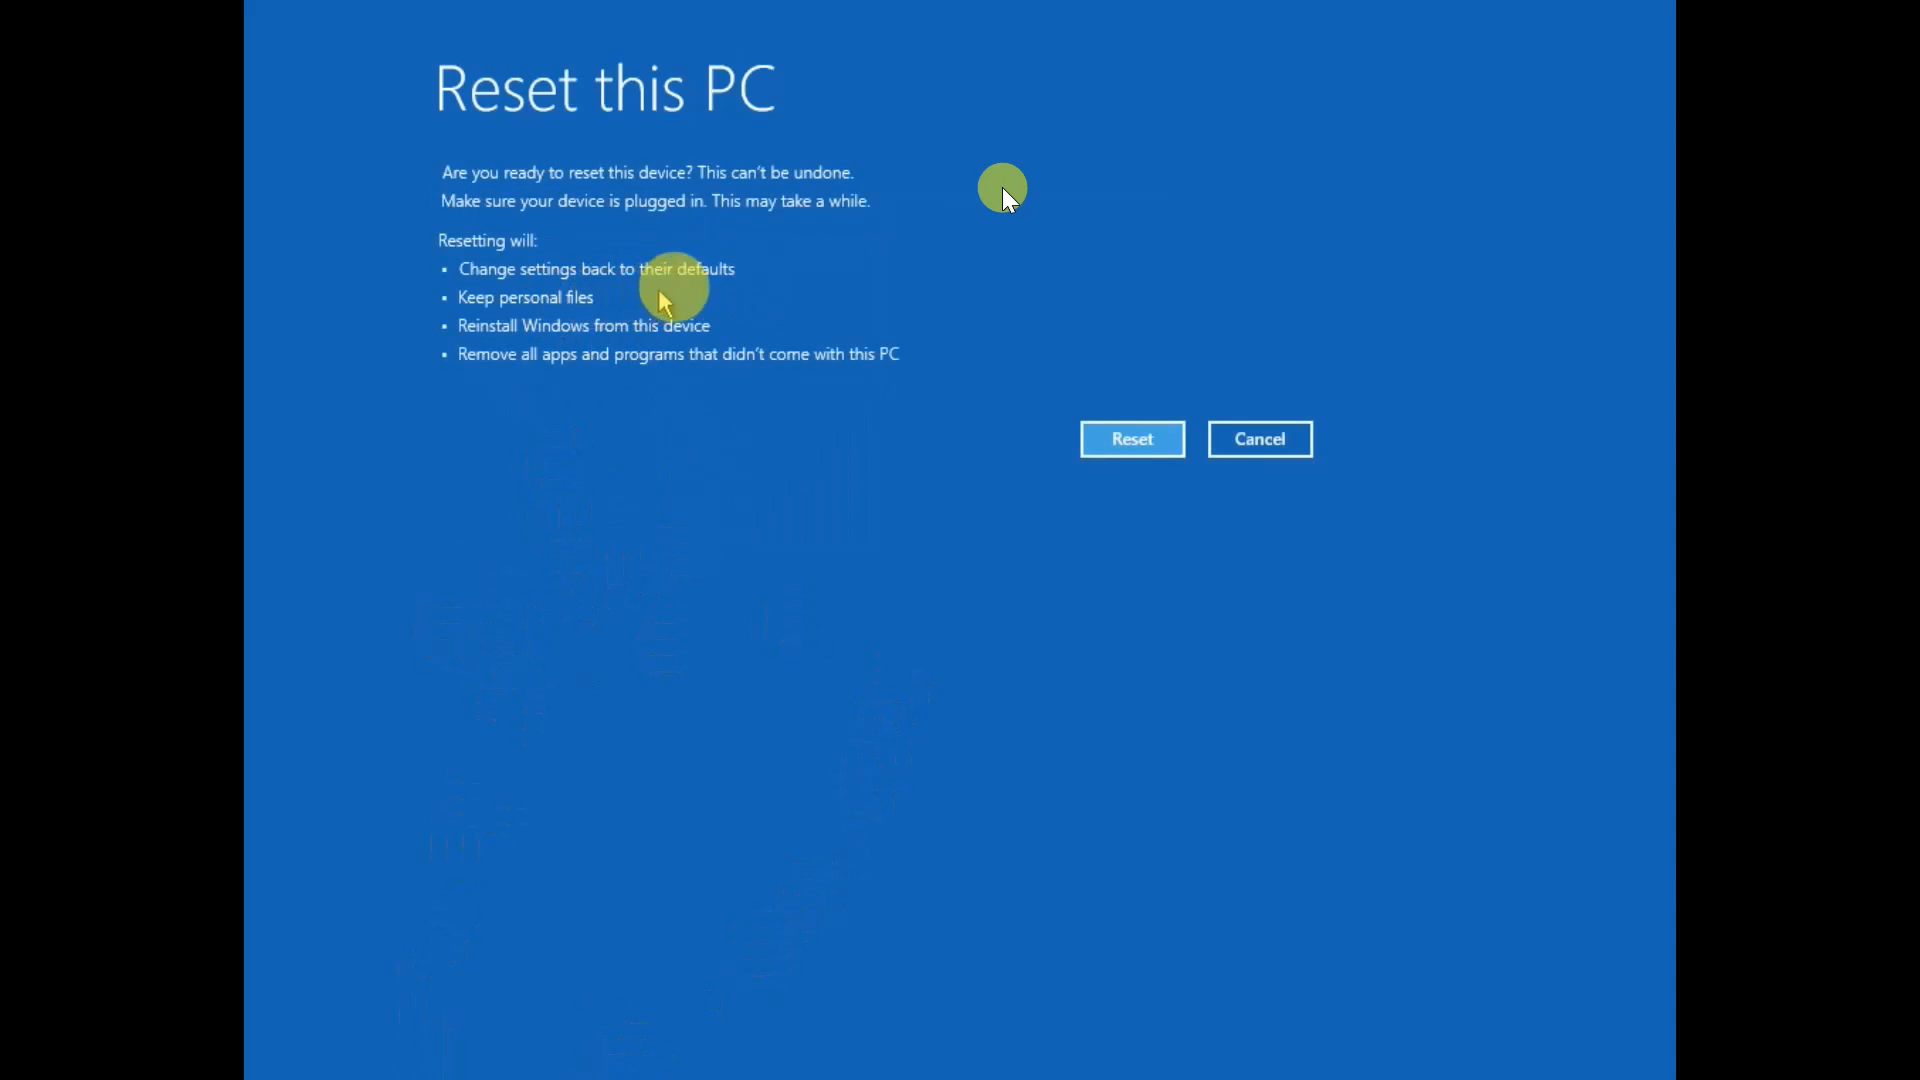 Reset this PC
Are you ready to reset this device? This can't be undone.
Make sure your device is plugged in. This may take a while.
Resetting will:
• Change settings back to their defaults
• Keep personal files
• Reinstall Windows from this device
• Remove all apps and programs that didn't come with this PC
Reset Cancel